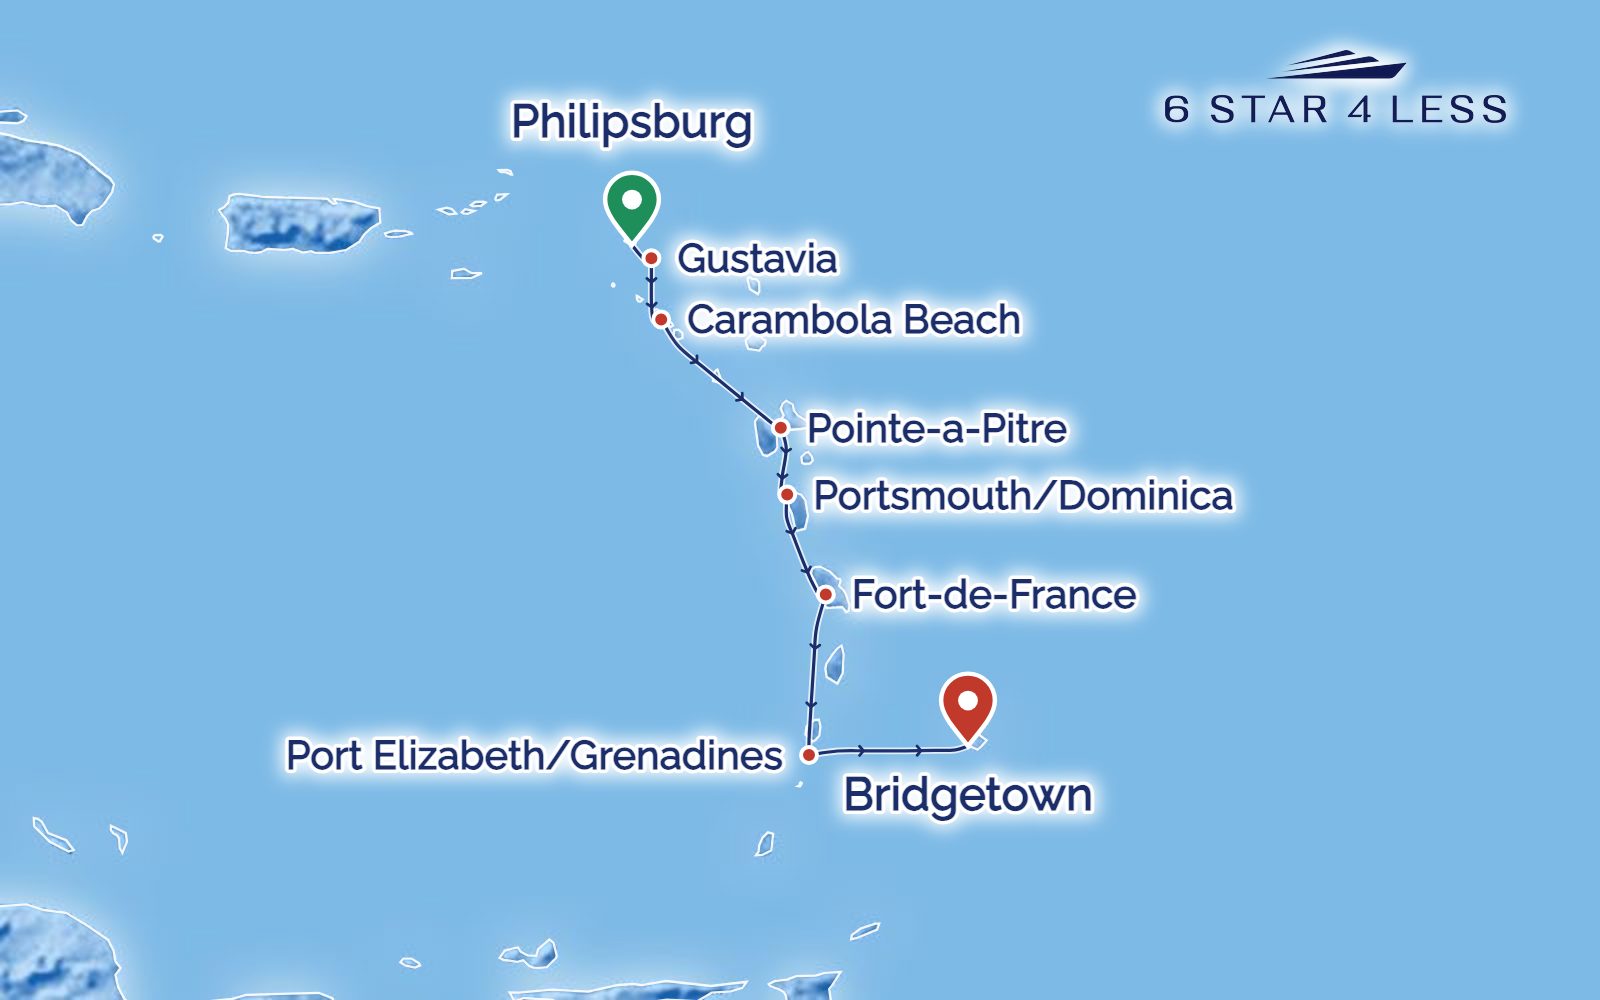 6 STAR 4 LESS
Philipsburg
Gustavia
Carambola Beach
Pointe-a-Pitre
Portsmouth/Dominica
Fort-de-France
Port Elizabeth/Grenadines
Bridgetown